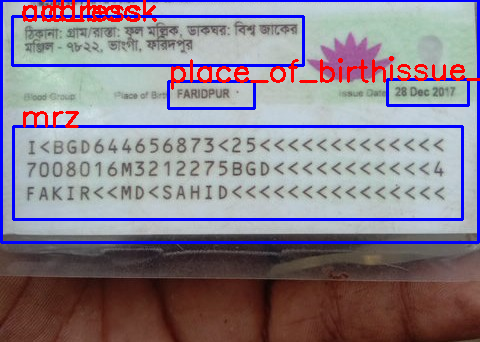 address
ঠিকানা: গ্রাম/রাস্তা: ফুল মল্লিক, ডাকঘর: বিশ্ব জাকের
মঞ্জিল - ৭৮২২, ভাংগা, ফরিদপুর
place_of_birth issue_
Blood Group Place of Birth FARIDPUR Issue Date 28 Dec 2017
mrz
I<BGD644656873<25<<<<<<<<<<<<<
7008016M3212275BGD<<<<<<<<<<<4
FAKIR<<MD<SAHID<<<<<<<<<<<<<<<